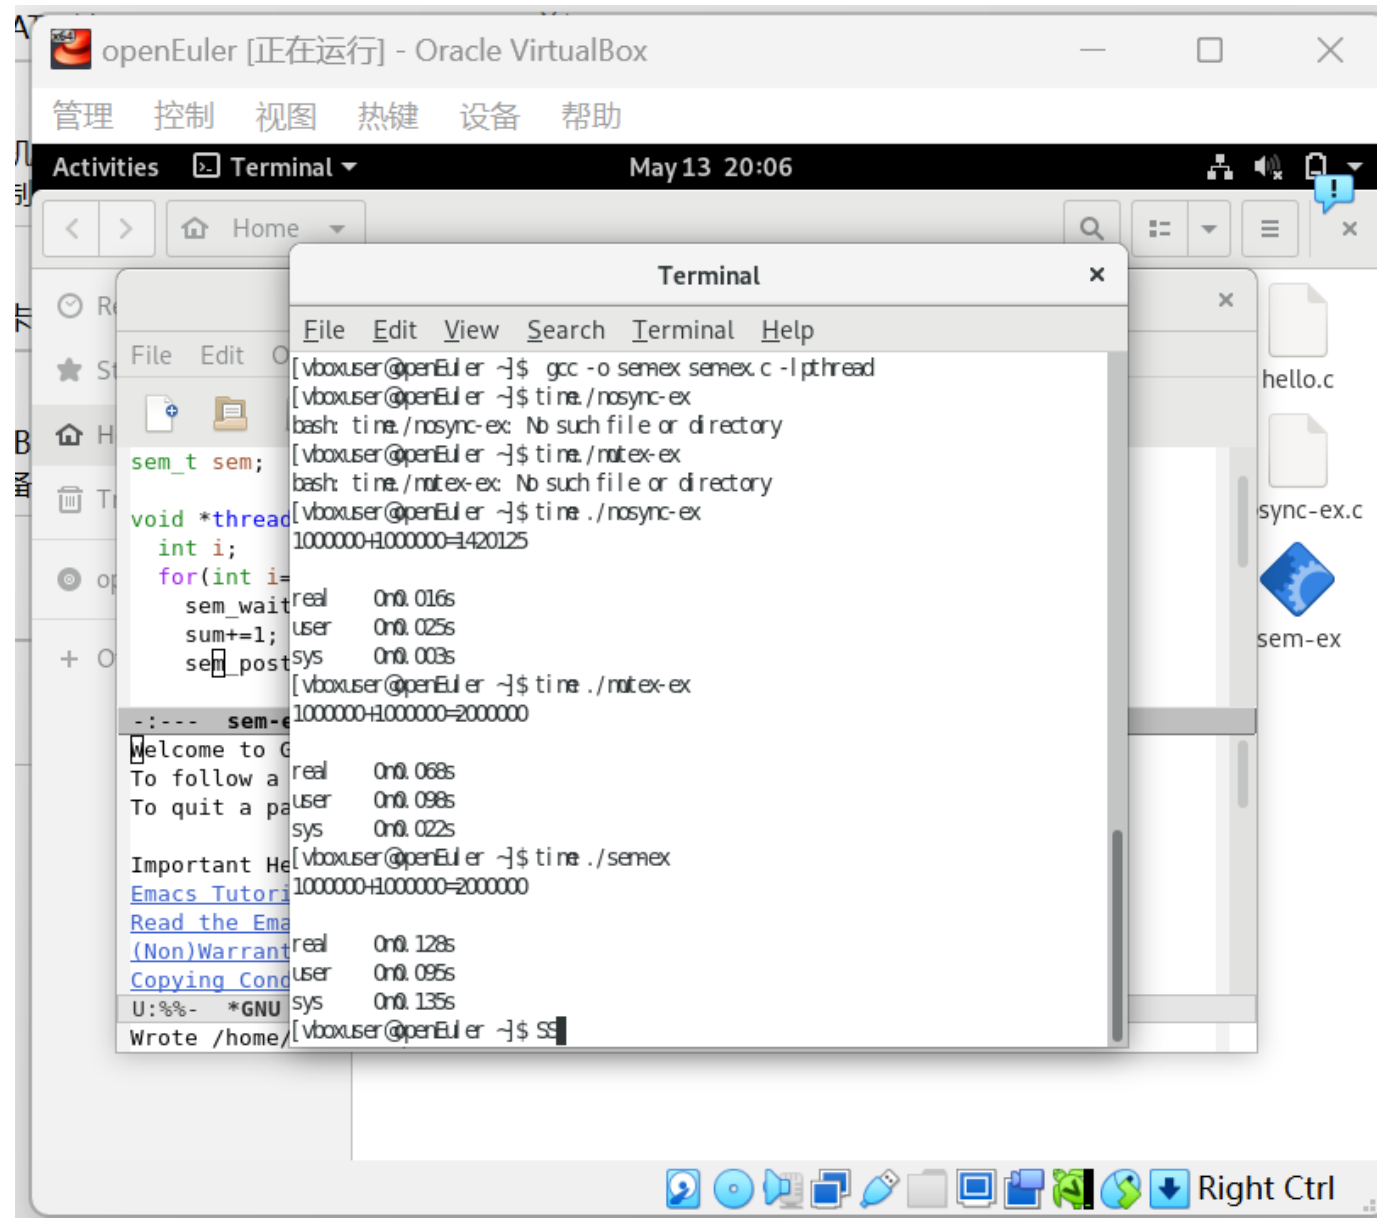 openEuler [正在运行] - Oracle VirtualBox
管理 控制 视图 热键 设备 帮助
Activities Terminal May 13 20:06
Home
Terminal
File Edit View Search Terminal Help
[vboxuser@openEuler ~]$  gcc -o sem-ex sem-ex.c -lpthread
[vboxuser@openEuler ~]$ time./nosync-ex
bash: time./nosync-ex: No such file or directory
[vboxuser@openEuler ~]$ time./mutex-ex
bash: time./mutex-ex: No such file or directory
[vboxuser@openEuler ~]$ time ./nosync-ex
1000000+1000000=1420125
real 0m0.016s
user 0m0.025s
sys 0m0.003s
[vboxuser@openEuler ~]$ time ./mutex-ex
1000000+1000000=2000000
real 0m0.068s
user 0m0.098s
sys 0m0.022s
[vboxuser@openEuler ~]$ time ./sem-ex
1000000+1000000=2000000
real 0m0.128s
user 0m0.095s
sys 0m0.135s
[vboxuser@openEuler ~]$ SS
File Edit O
sem_t sem;
void *thread
int i;
for(int i=
sem_wait
sum+=1;
sem_post
-:--- sem-e
Welcome to G
To follow a
To quit a pa
Important He
Emacs Tutori
Read the Ema
(Non)Warrant
Copying Cond
U:%%- *GNU
Wrote /home/
hello.c
sync-ex.c
sem-ex
Right Ctrl